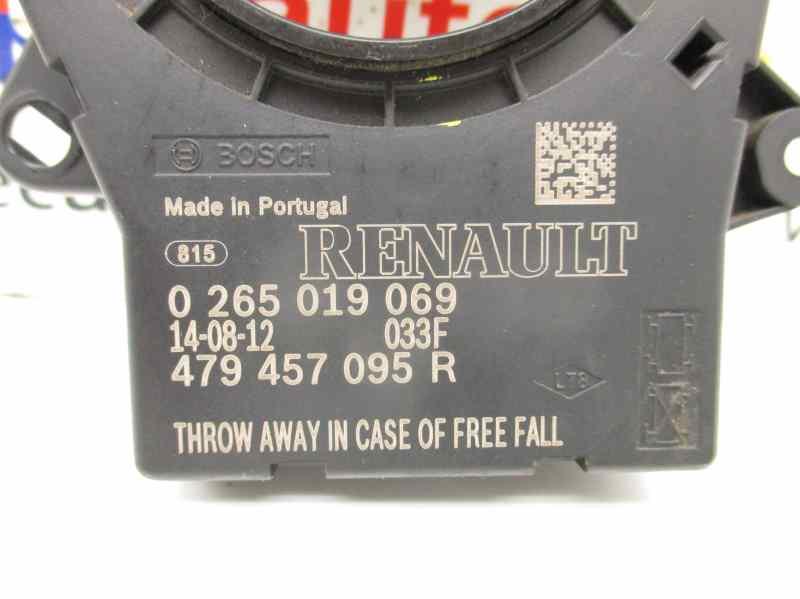 BOSCH
Made in Portugal
815
RENAULT
0 265 019 069
14-08-12 033F
479 457 095 R
LT8
THROW AWAY IN CASE OF FREE FALL